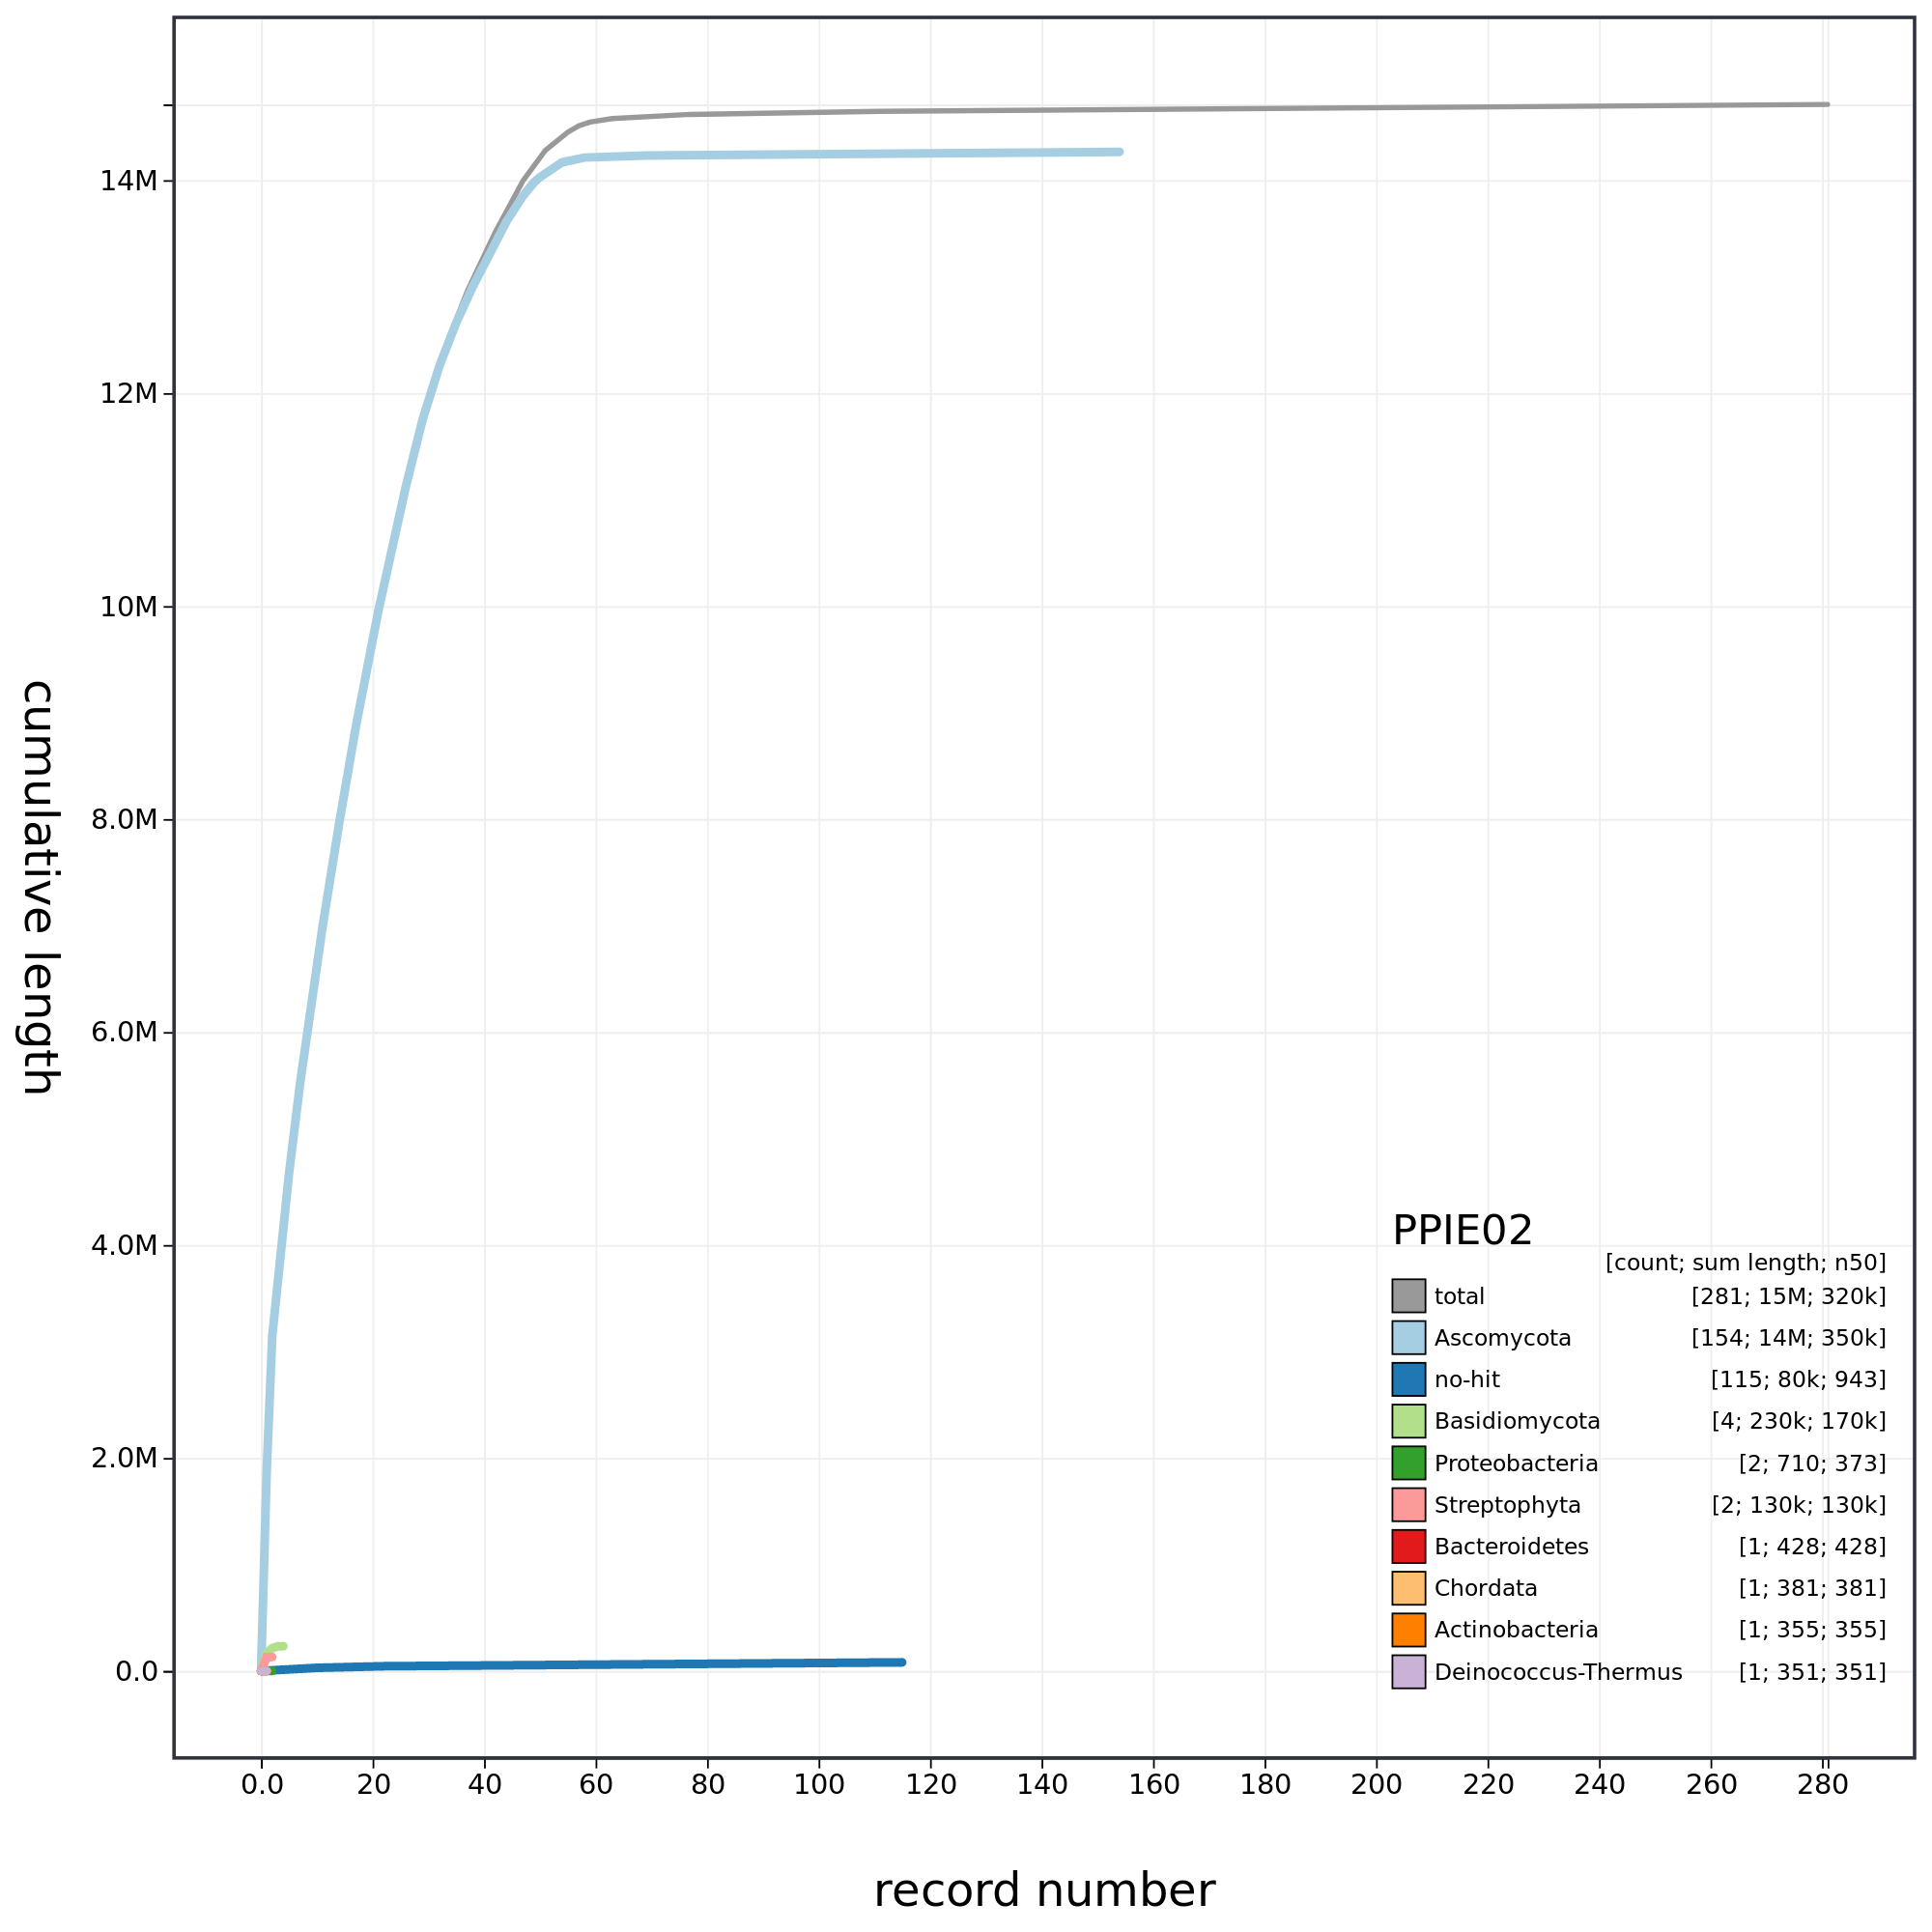 14M
12M
10M
8.0M
6.0M
4.0M
2.0M
0.0
cumulative length
PPIE02
[count; sum length; n50]
total [281; 15M; 320k]
Ascomycota [154; 14M; 350k]
no-hit [115; 80k; 943]
Basidiomycota [4; 230k; 170k]
Proteobacteria [2; 710; 373]
Streptophyta [2; 130k; 130k]
Bacteroidetes [1; 428; 428]
Chordata [1; 381; 381]
Actinobacteria [1; 355; 355]
Deinococcus-Thermus [1; 351; 351]
0.0 20 40 60 80 100 120 140 160 180 200 220 240 260 280
record number